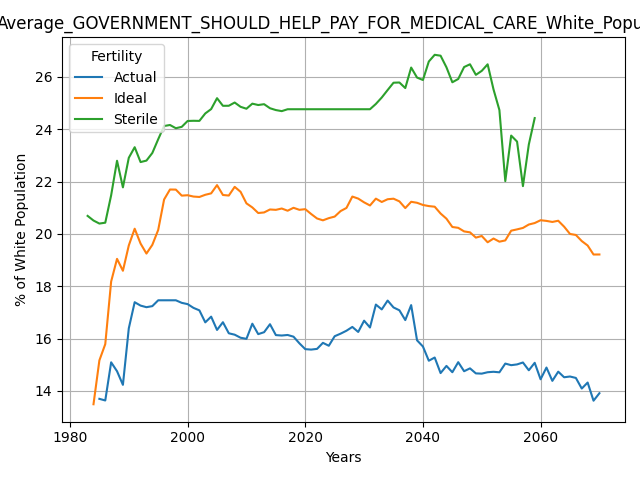 Average_GOVERNMENT_SHOULD_HELP_PAY_FOR_MEDICAL_CARE_White_Popu
Fertility
Actual
Ideal
Sterile
% of White Population
26
24
22
20
18
16
14
1980
2000
2020
2040
2060
Years